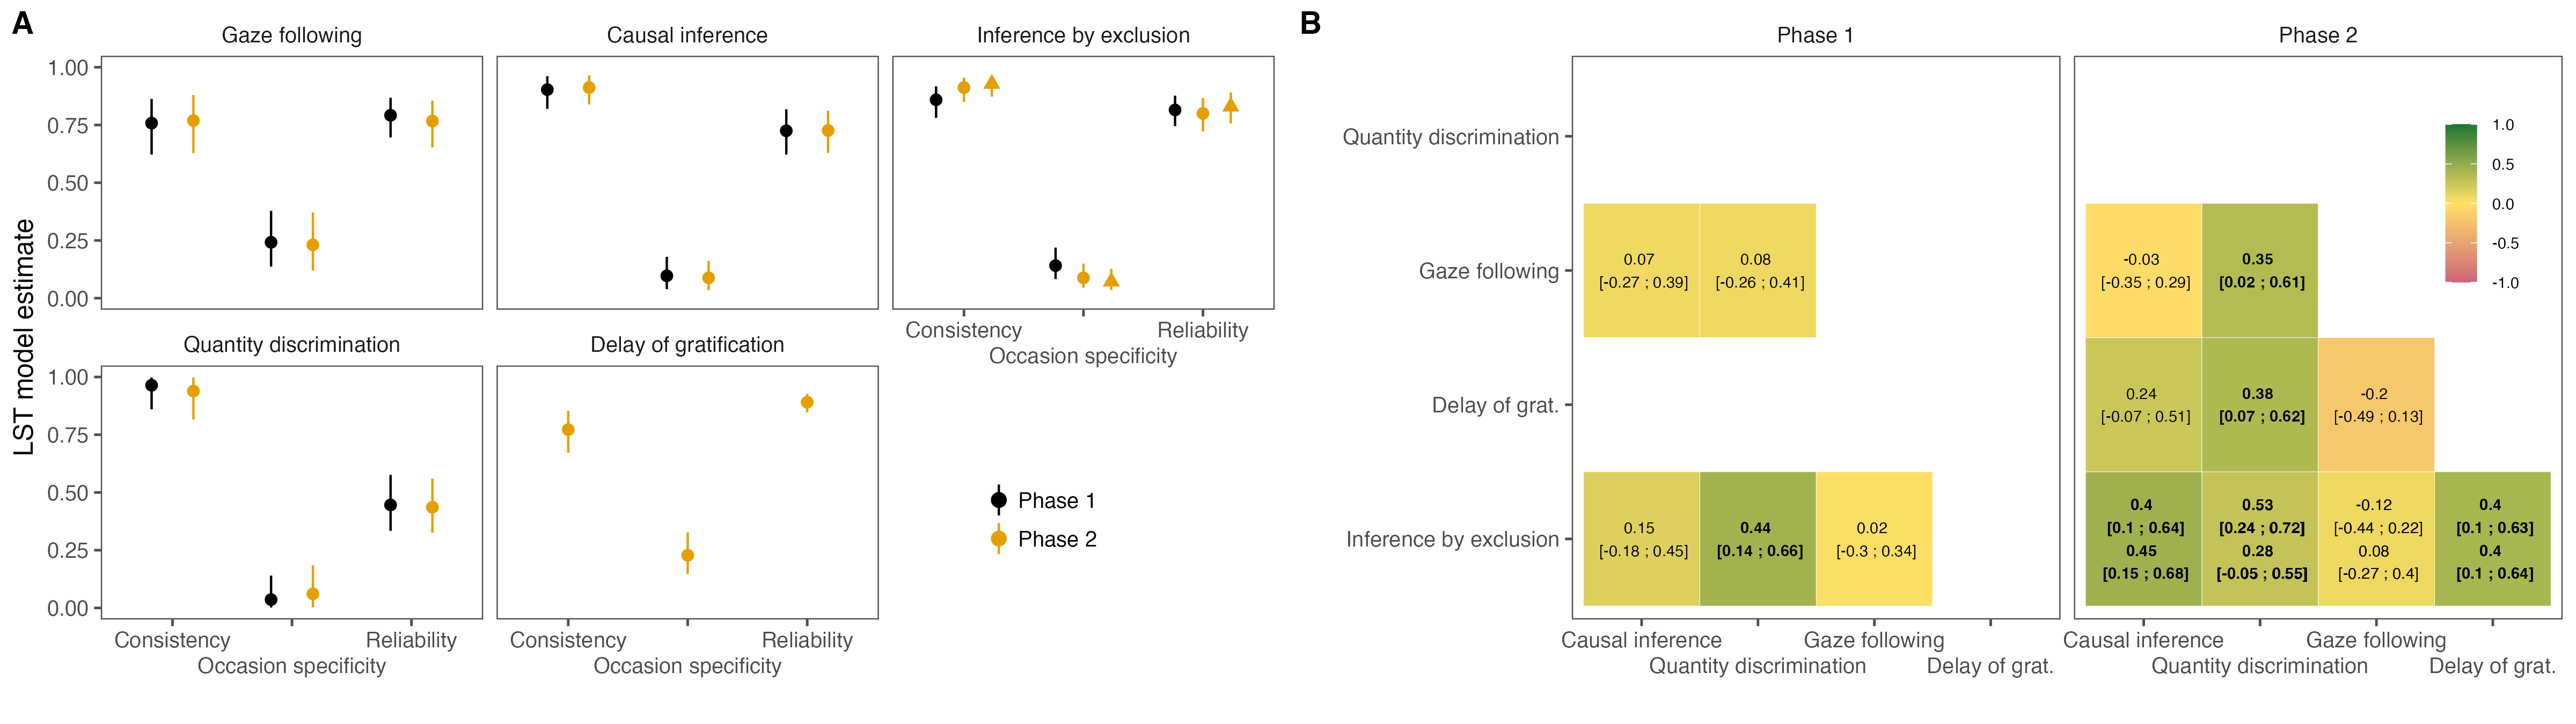 A
Gaze following
Causal inference
Inference by exclusion
LST model estimate
1.00
0.75
0.50
0.25
0.00
Consistency
Reliability
Occasion specificity
Quantity discrimination
Delay of gratification
1.00
0.75
0.50
0.25
0.00
Consistency
Reliability
Occasion specificity
Consistency
Reliability
Occasion specificity
Phase 1
Phase 2
B
Phase 1
Phase 2
Quantity discrimination
Gaze following
Delay of grat.
Inference by exclusion
0.07
[-0.27 ; 0.39]
0.08
[-0.26 ; 0.41]
0.15
[-0.18 ; 0.45]
0.44
[0.14 ; 0.66]
0.02
[-0.3 ; 0.34]
Causal inference
Gaze following
Quantity discrimination
Delay of grat.
-0.03
[-0.35 ; 0.29]
0.35
[0.02 ; 0.61]
0.24
[-0.07 ; 0.51]
0.38
[0.07 ; 0.62]
-0.2
[-0.49 ; 0.13]
0.4
[0.1 ; 0.64]
0.45
[0.15 ; 0.68]
0.53
[0.24 ; 0.72]
0.28
[-0.05 ; 0.55]
-0.12
[-0.44 ; 0.22]
0.08
[-0.27 ; 0.4]
0.4
[0.1 ; 0.63]
0.4
[0.1 ; 0.64]
1.0
0.5
0.0
-0.5
-1.0
Causal inference
Gaze following
Quantity discrimination
Delay of grat.